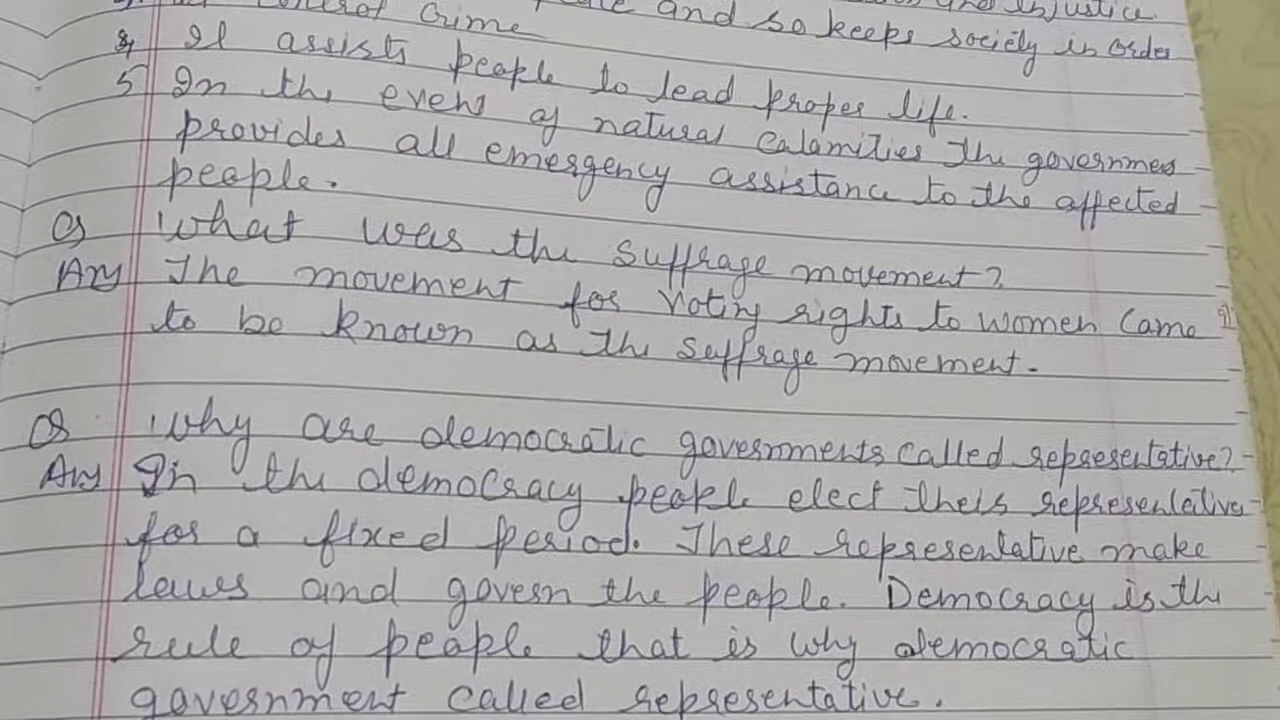 control crime and so keeps society in order
4 It assists people to lead proper life.
5 In the event of natural calamities the government
provides all emergency assistance to the affected
people.
Q What was the suffrage movement?
Ans The movement for voting rights to women came
to be known as the suffrage movement.
Q Why are democratic governments called representative?
Ans In the democracy people elect their representative
for a fixed period. These representative make
laws and govern the people. Democracy is the
rule of people that is why democratic
government called representative.